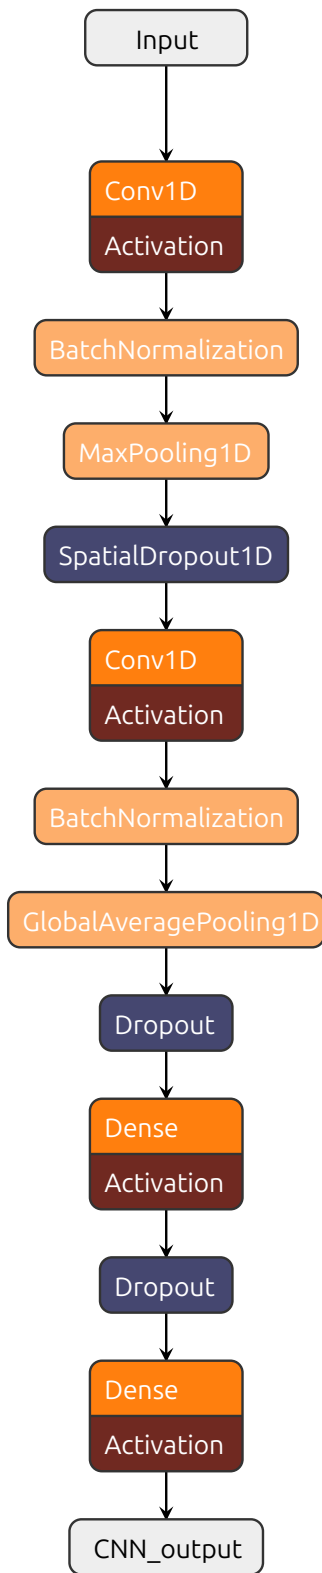 Input
Conv1D
Activation
BatchNormalization
MaxPooling1D
SpatialDropout1D
Conv1D
Activation
BatchNormalization
GlobalAveragePooling1D
Dropout
Dense
Activation
Dropout
Dense
Activation
CNN_output